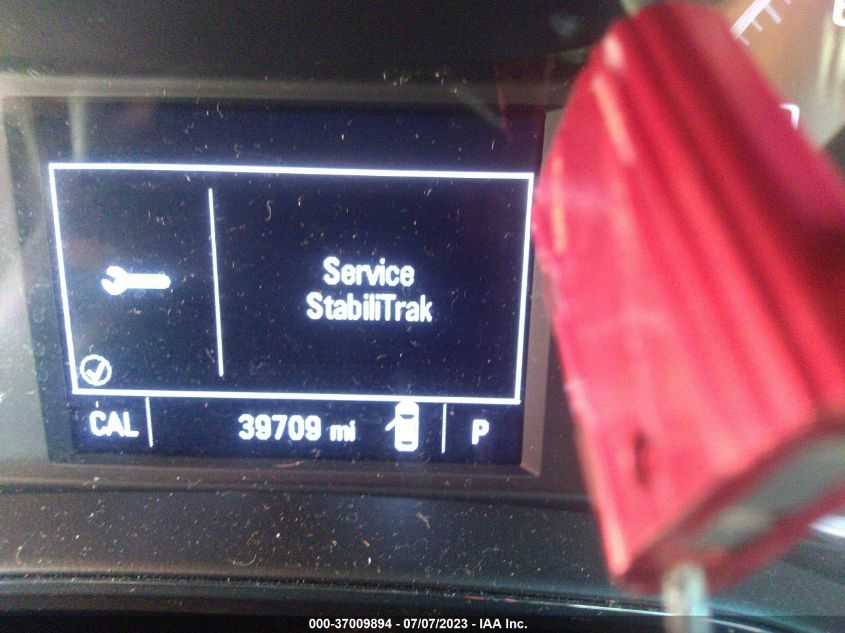 Service
StabiliTrak
CAL 39709 mi P
000-37009894 - 07/07/2023 - IAA Inc.